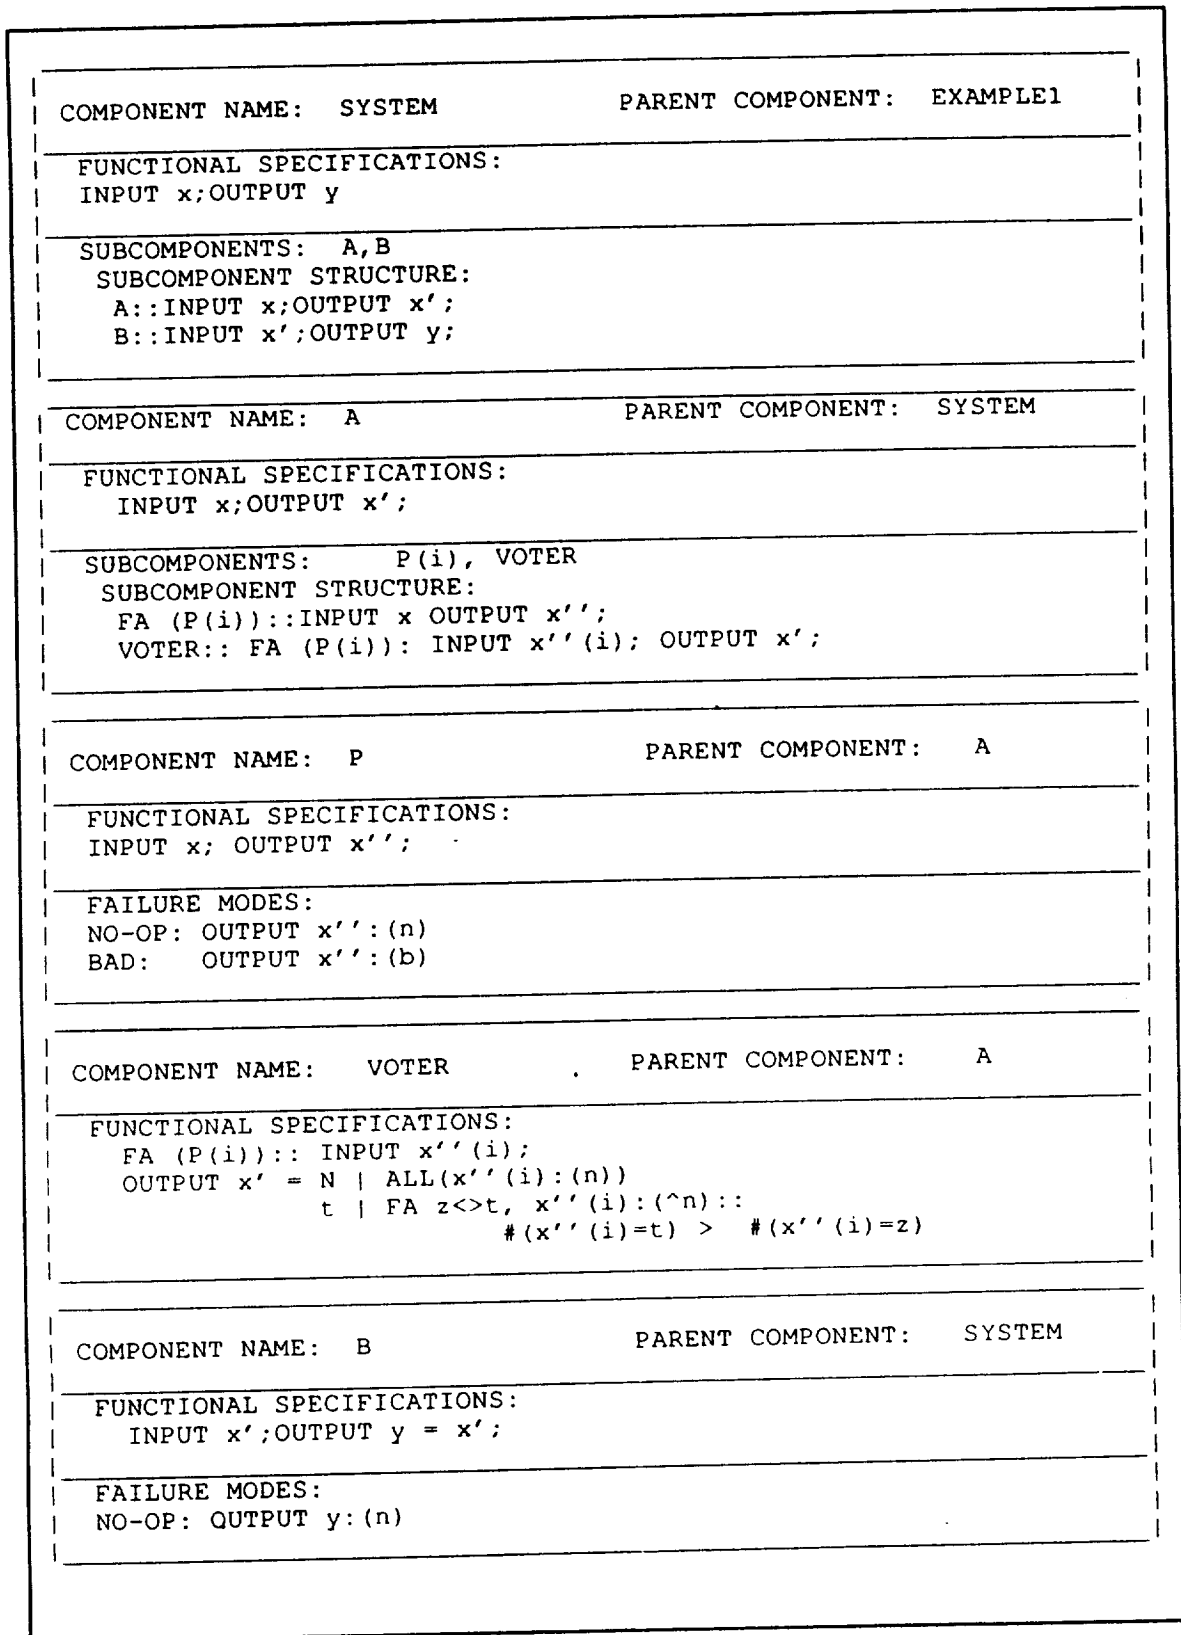 COMPONENT NAME: SYSTEM PARENT COMPONENT: EXAMPLE1
FUNCTIONAL SPECIFICATIONS:
INPUT x;OUTPUT y
SUBCOMPONENTS: A,B
SUBCOMPONENT STRUCTURE:
A::INPUT x;OUTPUT x';
B::INPUT x';OUTPUT y;
COMPONENT NAME: A PARENT COMPONENT: SYSTEM
FUNCTIONAL SPECIFICATIONS:
INPUT x;OUTPUT x';
SUBCOMPONENTS: P(i), VOTER
SUBCOMPONENT STRUCTURE:
FA (P(i))::INPUT x OUTPUT x'';
VOTER:: FA (P(i)): INPUT x''(i); OUTPUT x';
COMPONENT NAME: P PARENT COMPONENT: A
FUNCTIONAL SPECIFICATIONS:
INPUT x; OUTPUT x'';
FAILURE MODES:
NO-OP: OUTPUT x'':(n)
BAD: OUTPUT x'':(b)
COMPONENT NAME: VOTER PARENT COMPONENT: A
FUNCTIONAL SPECIFICATIONS:
FA (P(i)):: INPUT x''(i);
OUTPUT x' = N | ALL(x''(i):(n))
t | FA z<>t, x''(i):(^n)::
#(x''(i)=t) > #(x''(i)=z)
COMPONENT NAME: B PARENT COMPONENT: SYSTEM
FUNCTIONAL SPECIFICATIONS:
INPUT x';OUTPUT y = x';
FAILURE MODES:
NO-OP: OUTPUT y:(n)